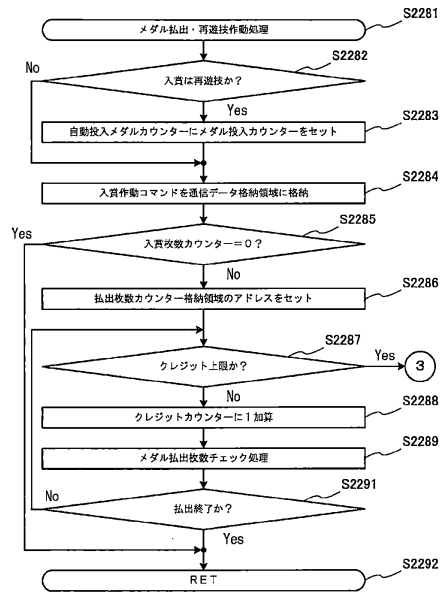 S2281
メダル払出・再遊技作動処理
S2282
No
入賞は再遊技か？
Yes
S2283
自動投入メダルカウンターにメダル投入カウンターをセット
S2284
入賞作動コマンドを通信データ格納領域に格納
S2285
Yes
入賞枚数カウンター＝０？
No
S2286
払出枚数カウンター格納領域のアドレスをセット
S2287
クレジット上限か？
Yes
3
No
S2288
クレジットカウンターに１加算
S2289
メダル払出枚数チェック処理
S2291
No
払出終了か？
Yes
S2292
RET